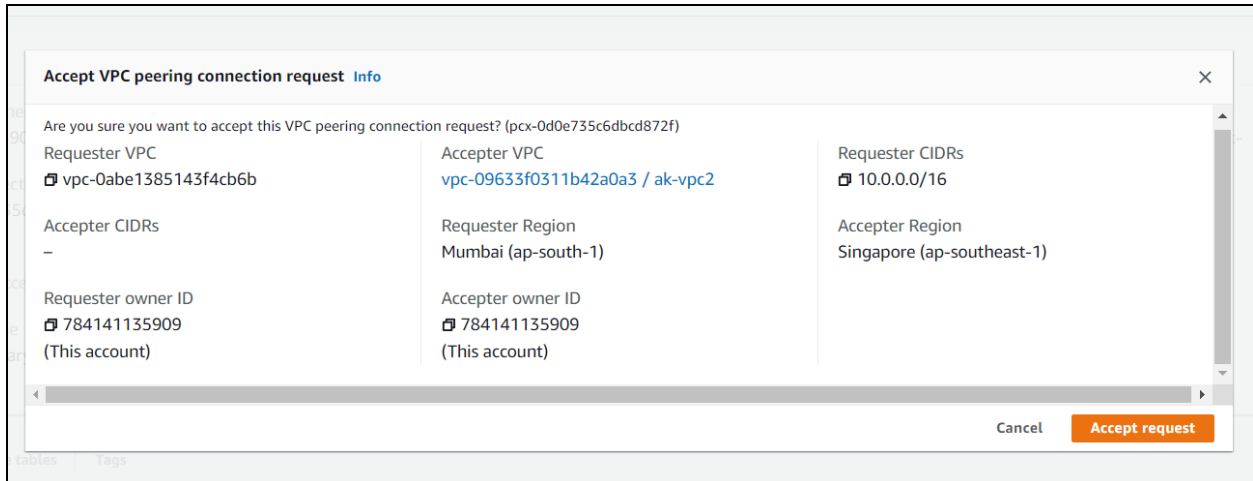 Accept VPC peering connection request Info
Are you sure you want to accept this VPC peering connection request? (pcx-0d0e735c6dbcd872f)
Requester VPC
vpc-0abe1385143f4cb6b
Accepter VPC
vpc-09633f0311b42a0a3 / ak-vpc2
Requester CIDRs
10.0.0.0/16
Accepter CIDRs
–
Requester Region
Mumbai (ap-south-1)
Accepter Region
Singapore (ap-southeast-1)
Requester owner ID
784141135909
(This account)
Accepter owner ID
784141135909
(This account)
Cancel
Accept request
tables
Tags